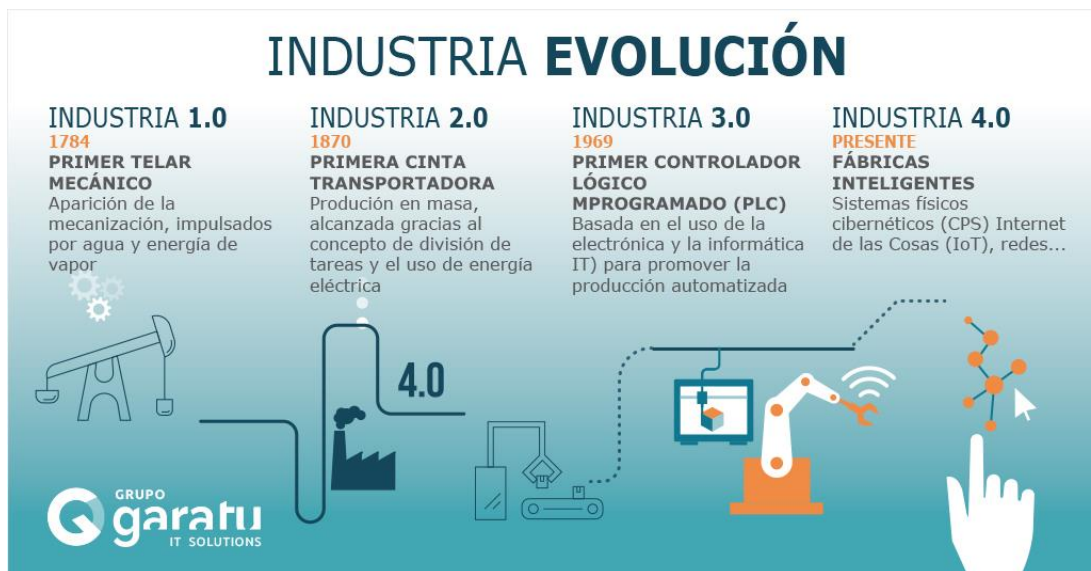 INDUSTRIA EVOLUCIÓN
INDUSTRIA 1.0
1784
PRIMER TELAR
MECÁNICO
Aparición de la
mecanización, impulsados
por agua y energía de
vapor
INDUSTRIA 2.0
1870
PRIMERA CINTA
TRANSPORTADORA
Produción en masa,
alcanzada gracias al
concepto de división de
tareas y el uso de energía
eléctrica
INDUSTRIA 3.0
1969
PRIMER CONTROLADOR
LÓGICO
MPROGRAMADO (PLC)
Basada en el uso de la
electrónica y la informática
IT) para promover la
producción automatizada
INDUSTRIA 4.0
PRESENTE
FÁBRICAS
INTELIGENTES
Sistemas físicos
cibernéticos (CPS) Internet
de las Cosas (IoT), redes...
4.0
GRUPO
garatu
IT SOLUTIONS